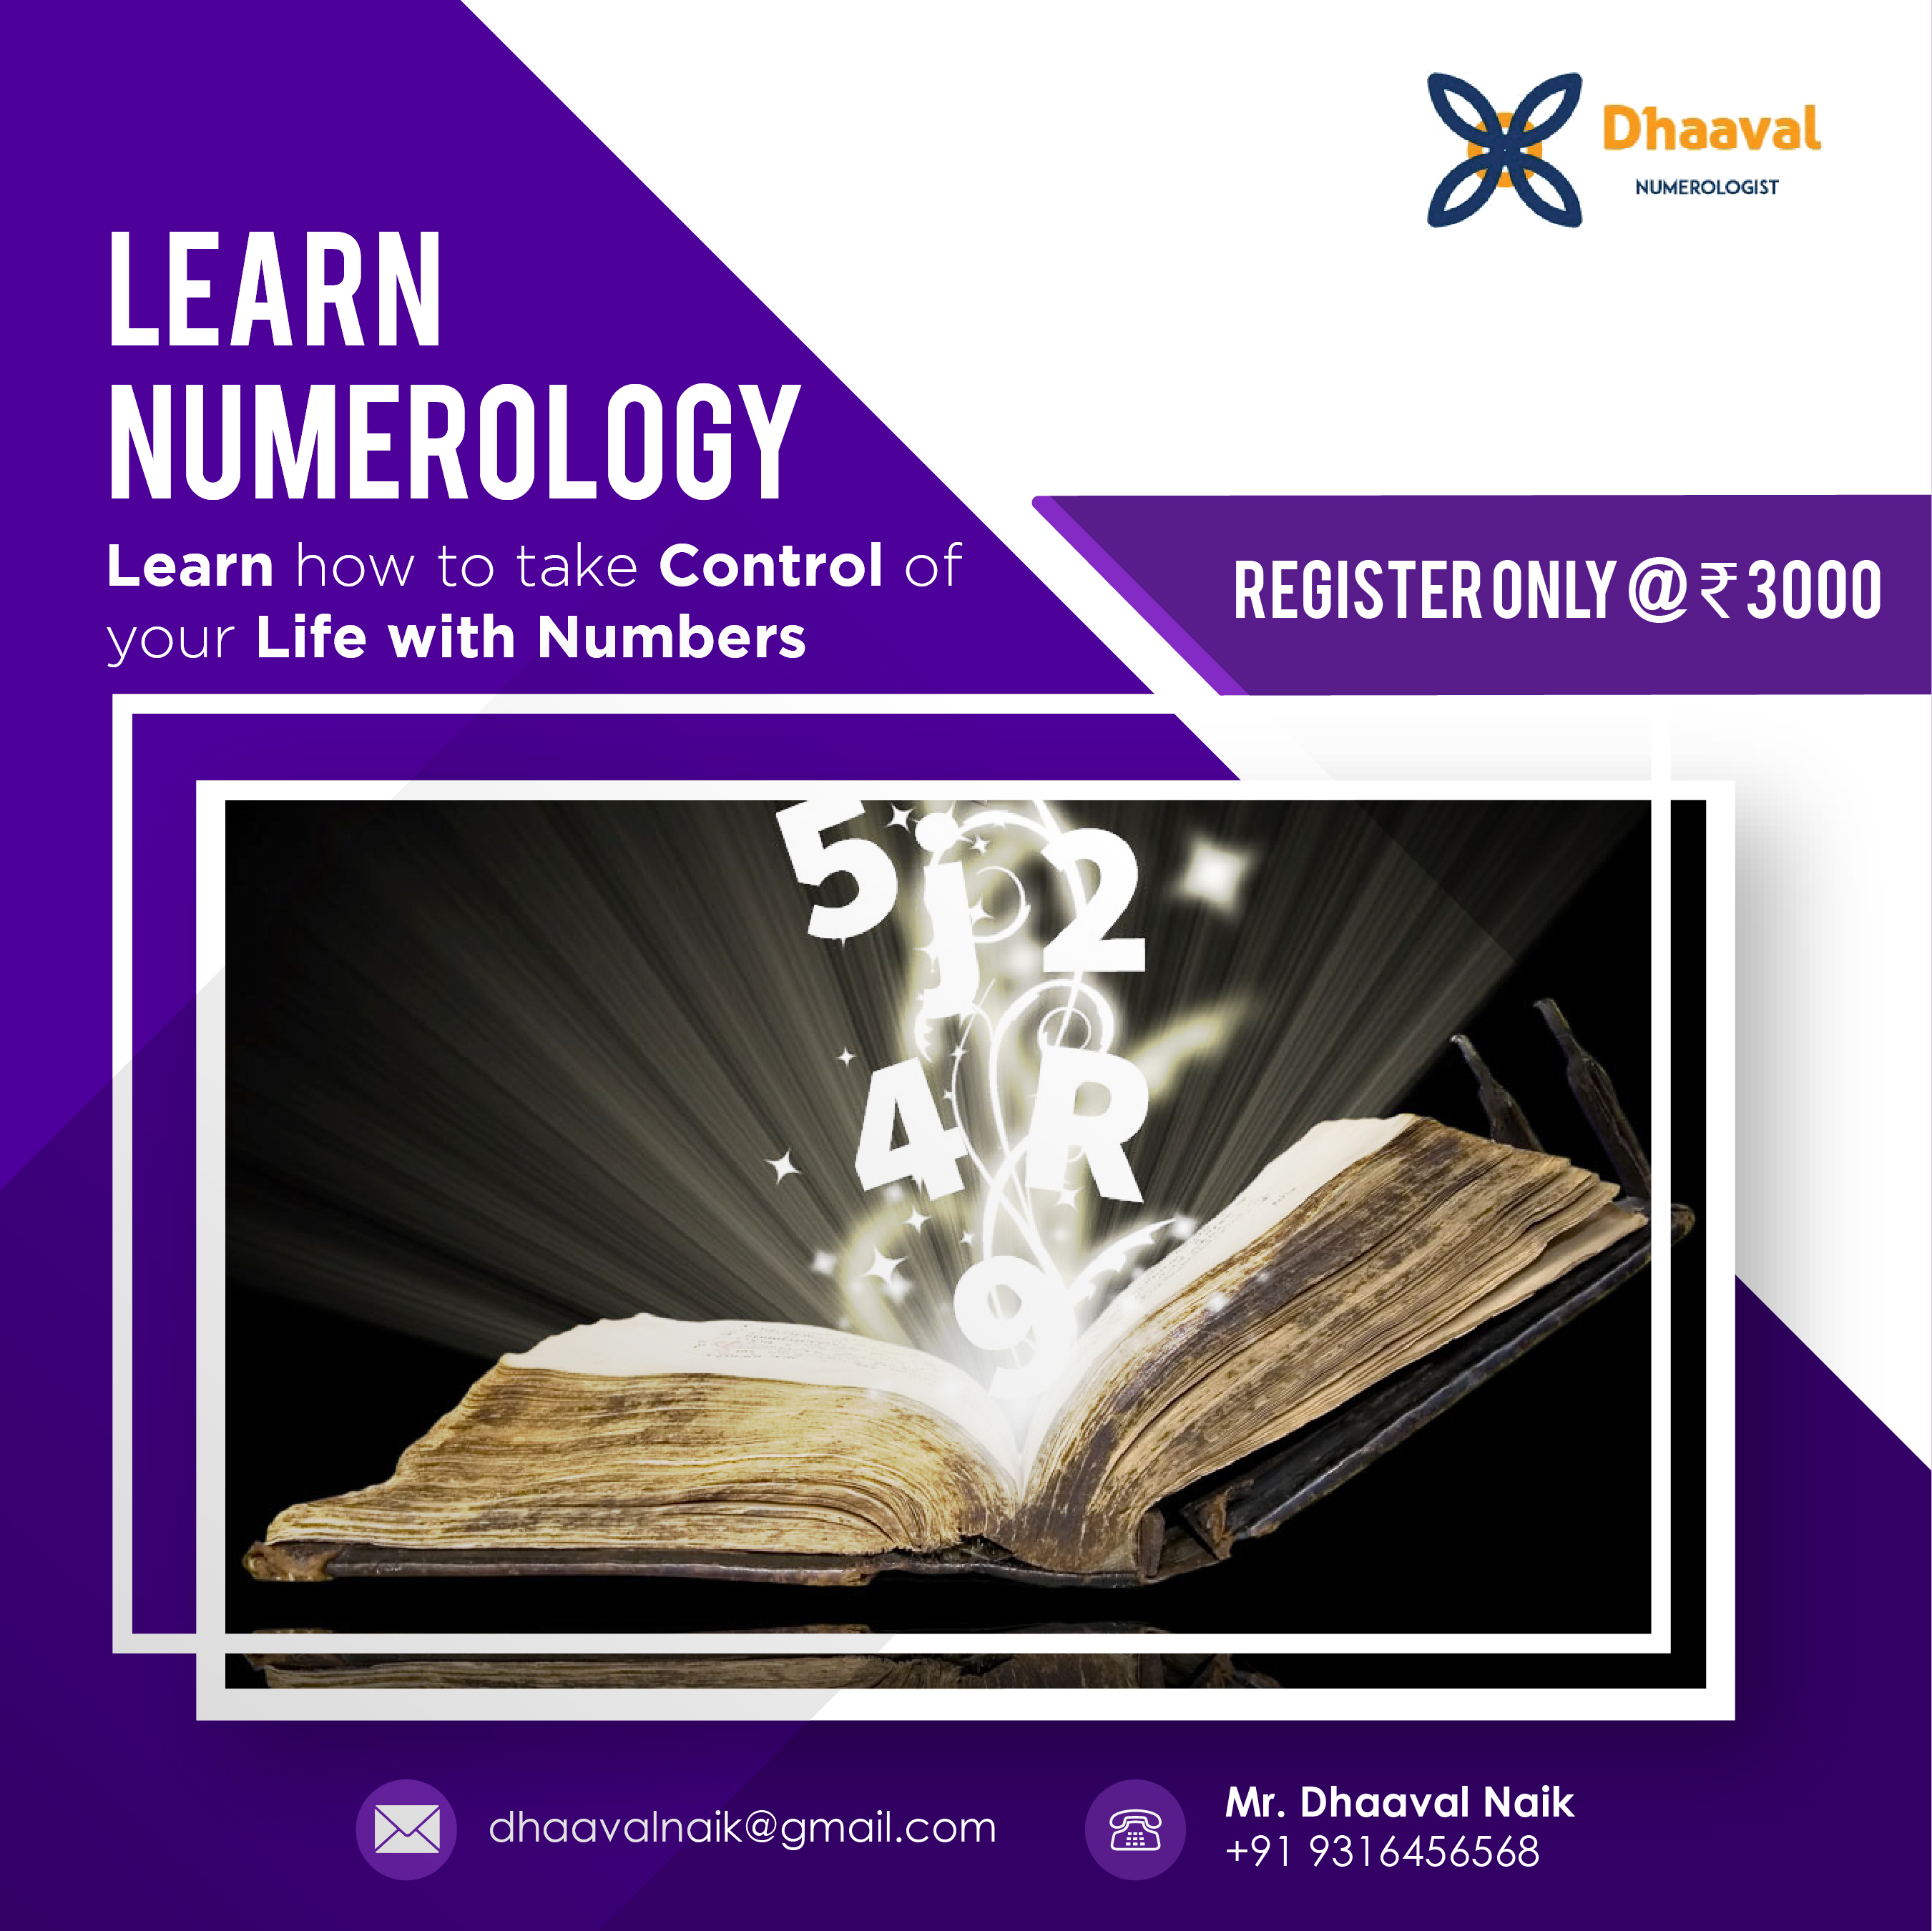 Dhaaval
NUMEROLOGIST
LEARN
NUMEROLOGY
Learn how to take Control of
your Life with Numbers
REGISTER ONLY @ ₹ 3000
5 j 2
4 R
9
dhaavalnaik@gmail.com
Mr. Dhaaval Naik
+91 9316456568